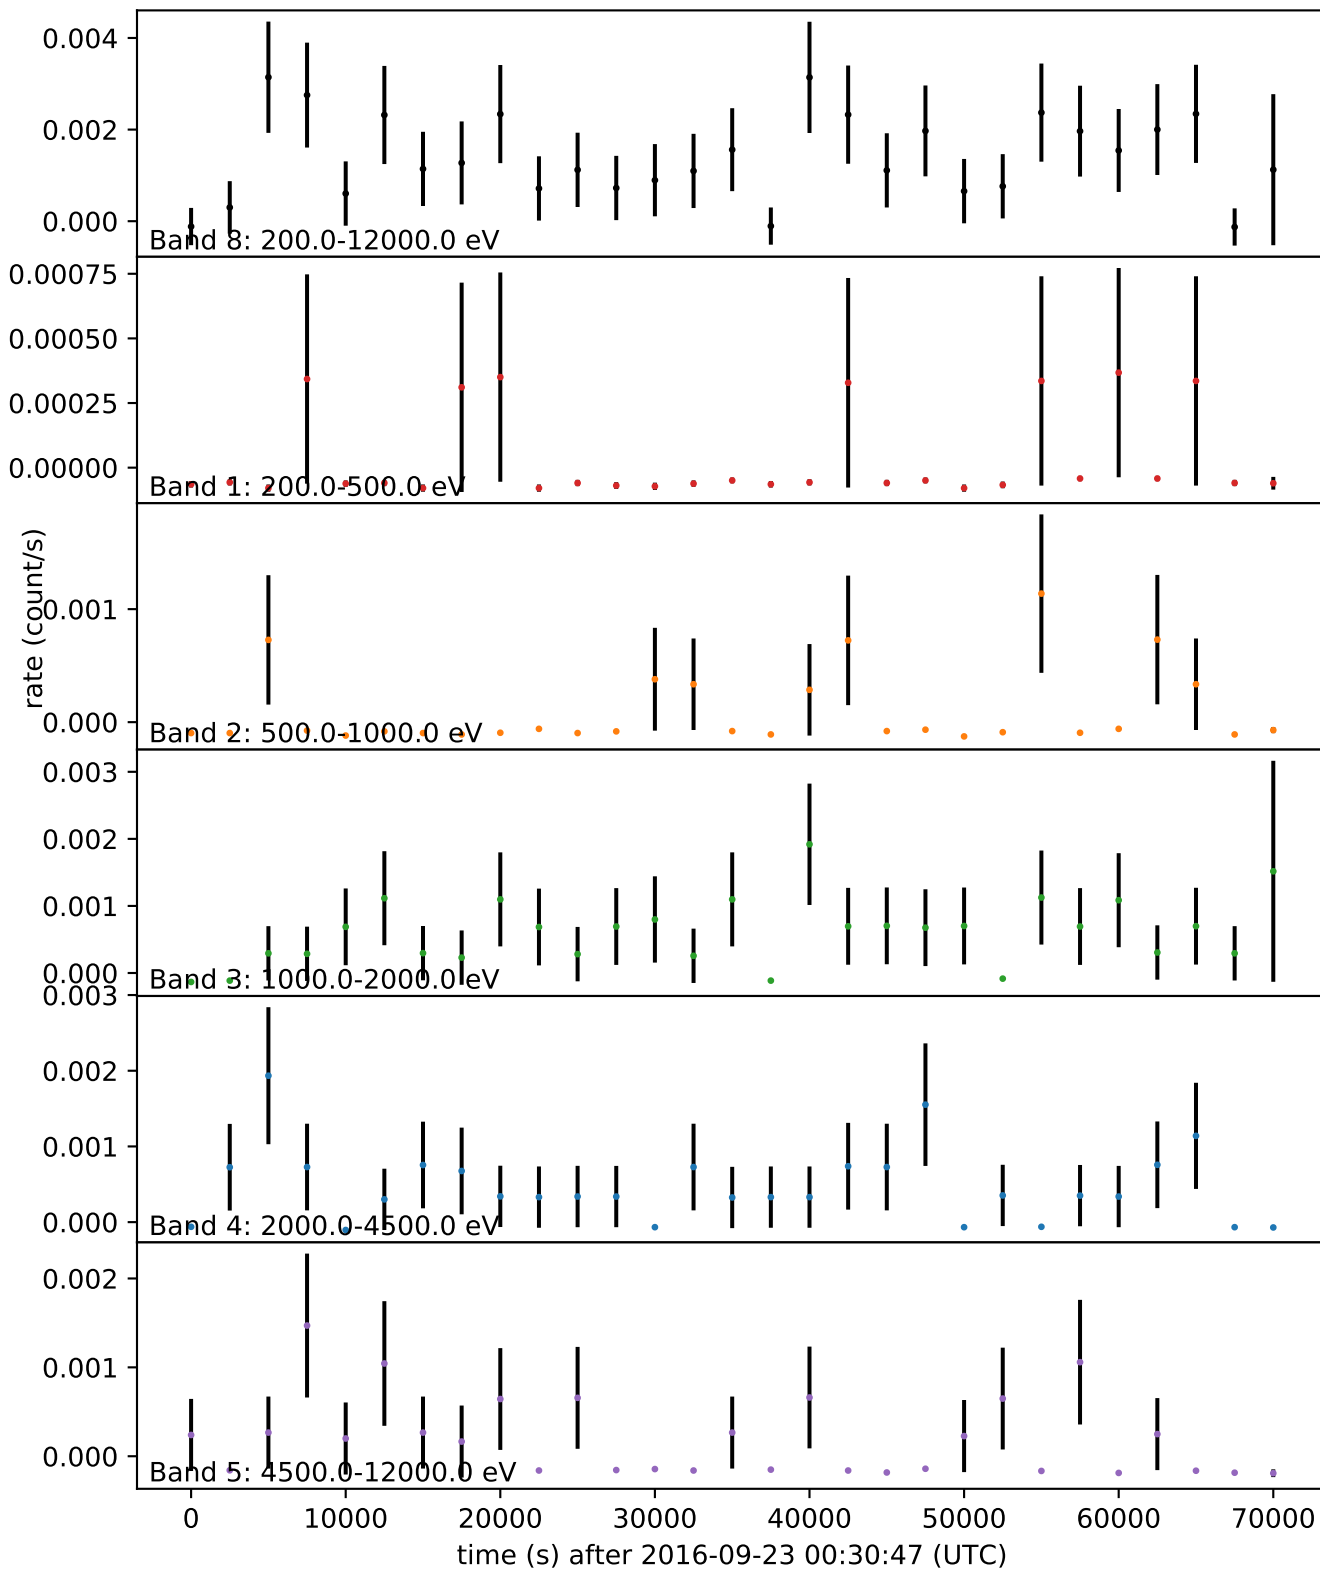 0.004
0.002
0.000
Band 8: 200.0-12000.0 eV
0.00075
0.00050
0.00025
0.00000
Band 1: 200.0-500.0 eV
rate (count/s)
0.001
0.000
Band 2: 500.0-1000.0 eV
0.003
0.002
0.001
0.000
Band 3: 1000.0-2000.0 eV
0.003
0.002
0.001
0.000
Band 4: 2000.0-4500.0 eV
0.002
0.001
0.000
Band 5: 4500.0-12000.0 eV
0 10000 20000 30000 40000 50000 60000 70000
time (s) after 2016-09-23 00:30:47 (UTC)